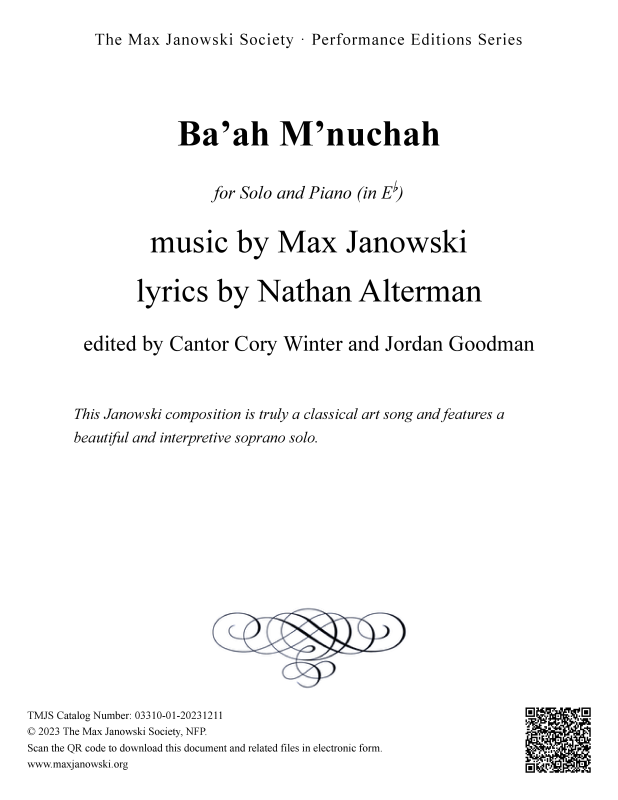 The Max Janowski Society · Performance Editions Series
Ba’ah M’nuchah
for Solo and Piano (in E♭)
music by Max Janowski
lyrics by Nathan Alterman
edited by Cantor Cory Winter and Jordan Goodman
This Janowski composition is truly a classical art song and features a
beautiful and interpretive soprano solo.
TMJS Catalog Number: 03310-01-20231211
© 2023 The Max Janowski Society, NFP.
Scan the QR code to download this document and related files in electronic form.
www.maxjanowski.org